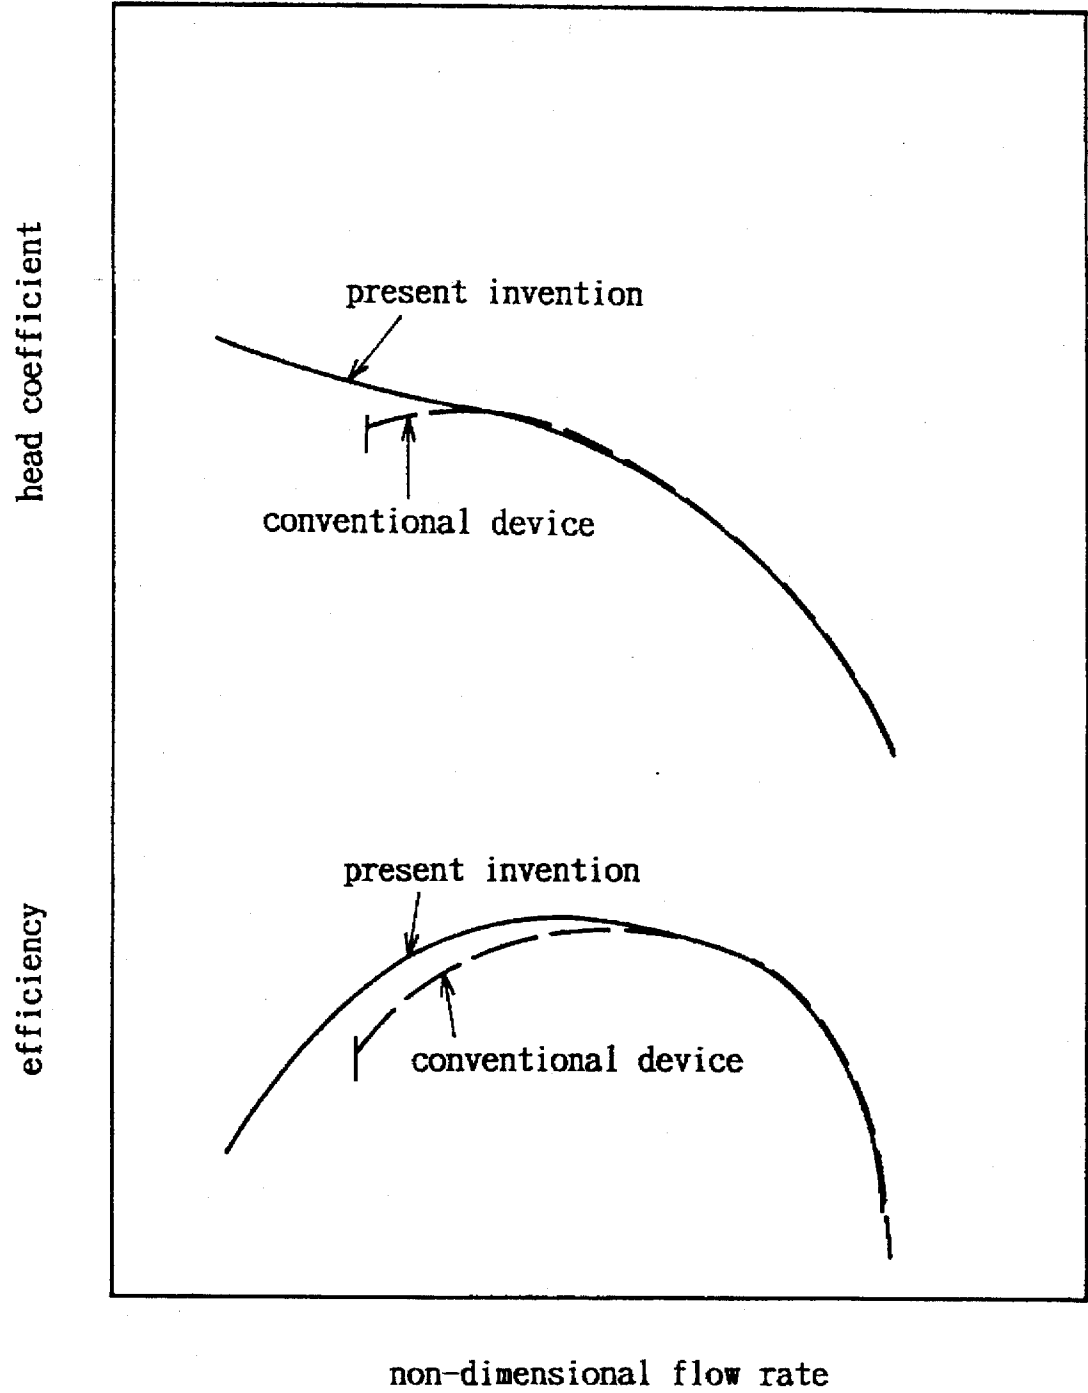 head coefficient
present invention
conventional device
efficiency
present invention
conventional device
non-dimensional flow rate